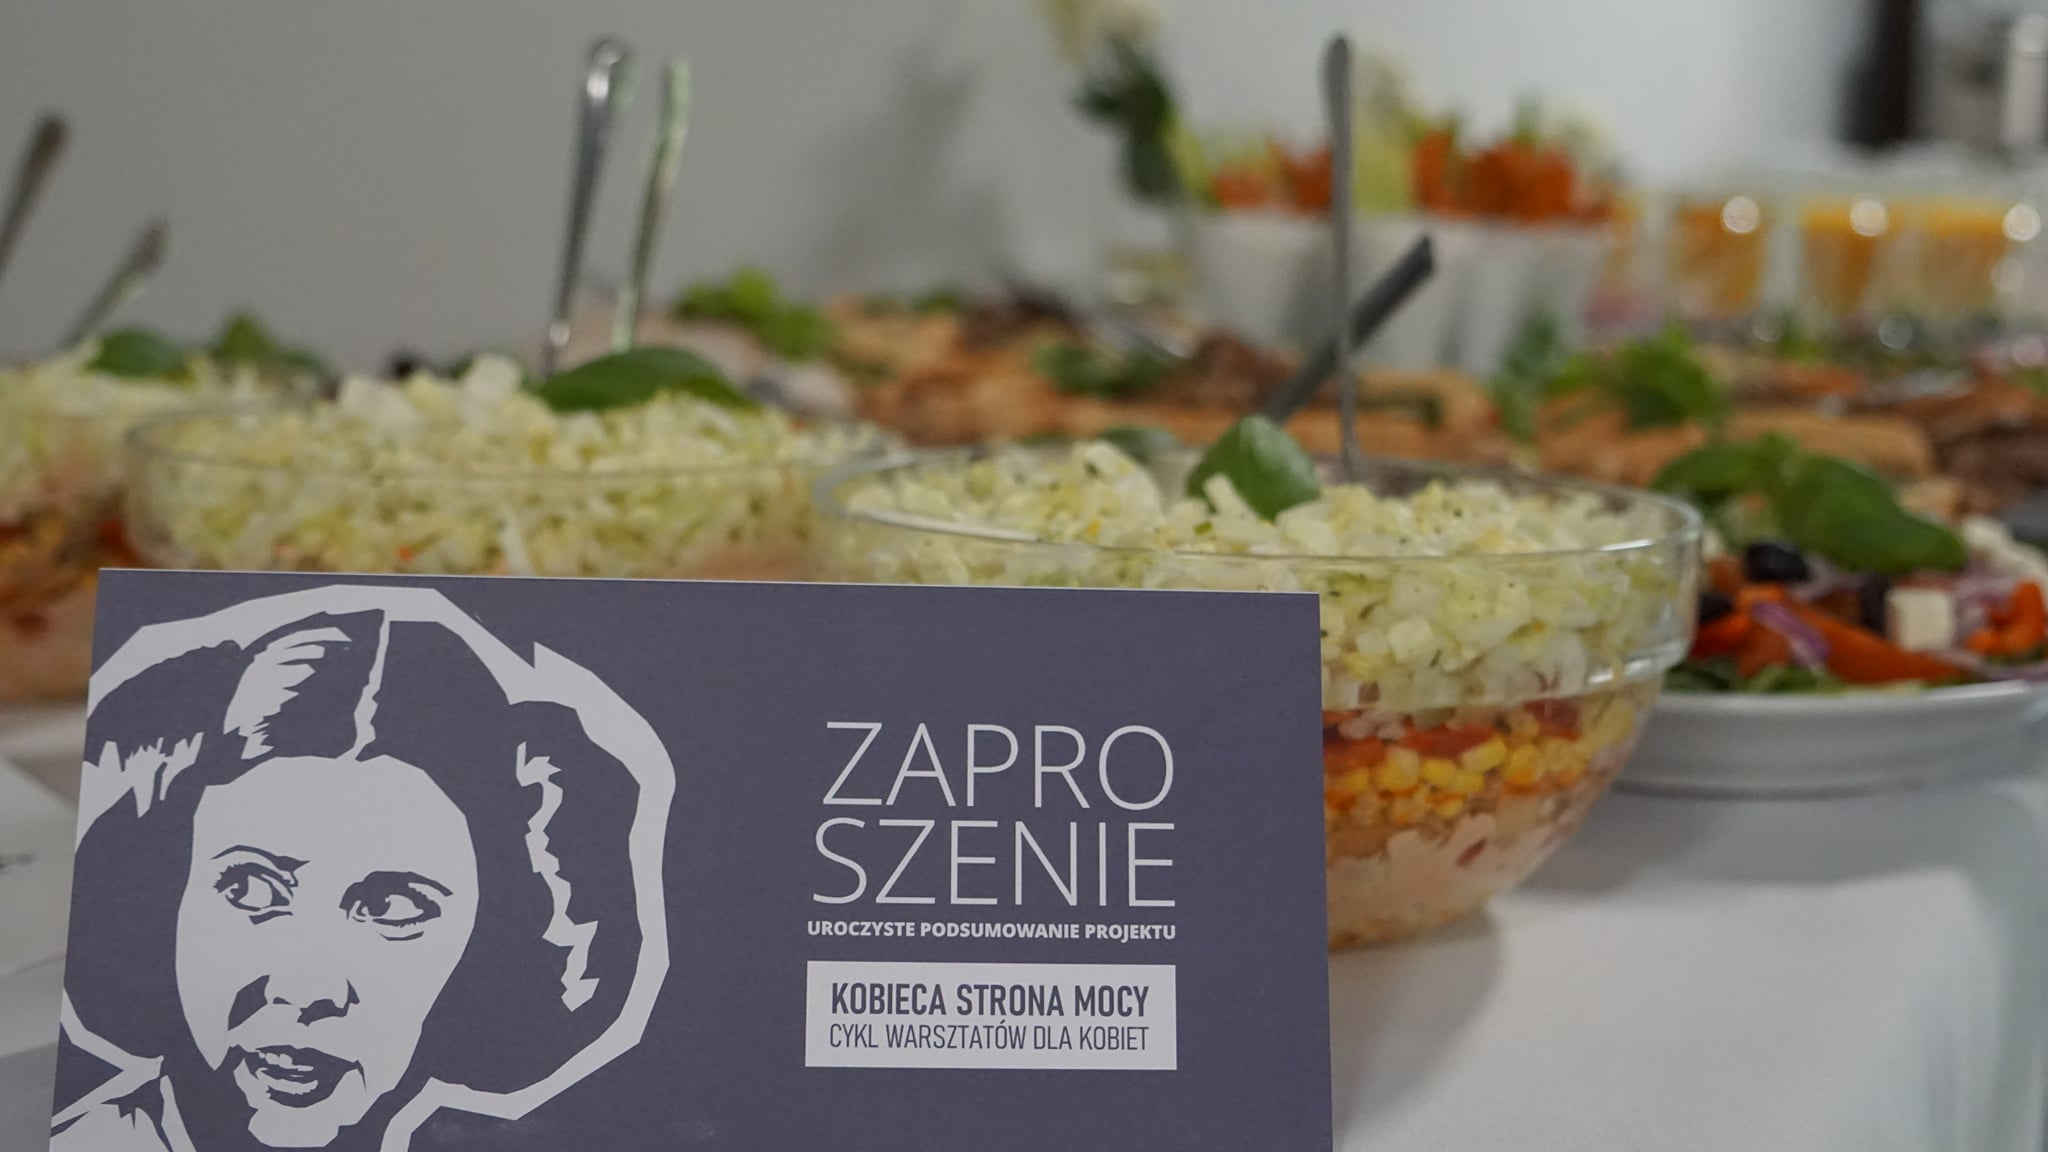 ZAPRO
SZENIE
UROCZYSTE PODSUMOWANIE PROJEKTU
KOBIECA STRONA MOCY
CYKL WARSZTATÓW DLA KOBIET